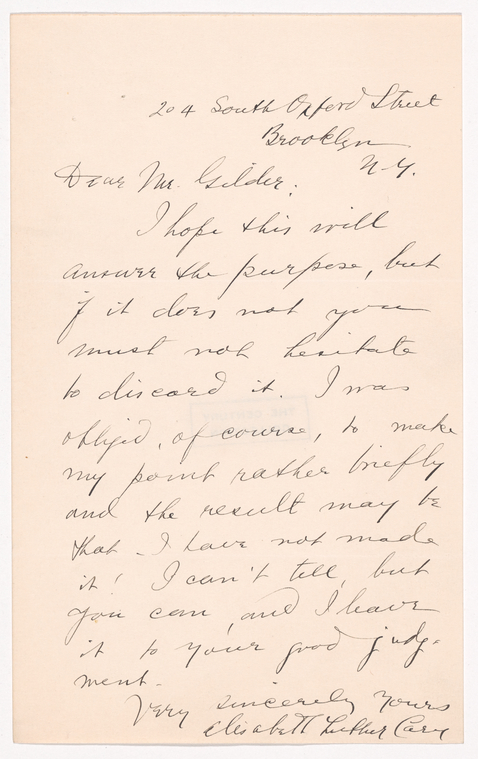 204 South Oxford Street
Brooklyn
N.Y.
Dear Mr. Gilder:
I hope this will
answer the purpose, but
if it does not you
must not hesitate
to discard it. I was
obliged, of course, to make
my point rather briefly
and the result may be
that I have not made
it! I can't tell, but
you can, and I leave
it to your good judg-
ment.
Very sincerely yours
Elisabeth Luther Cary